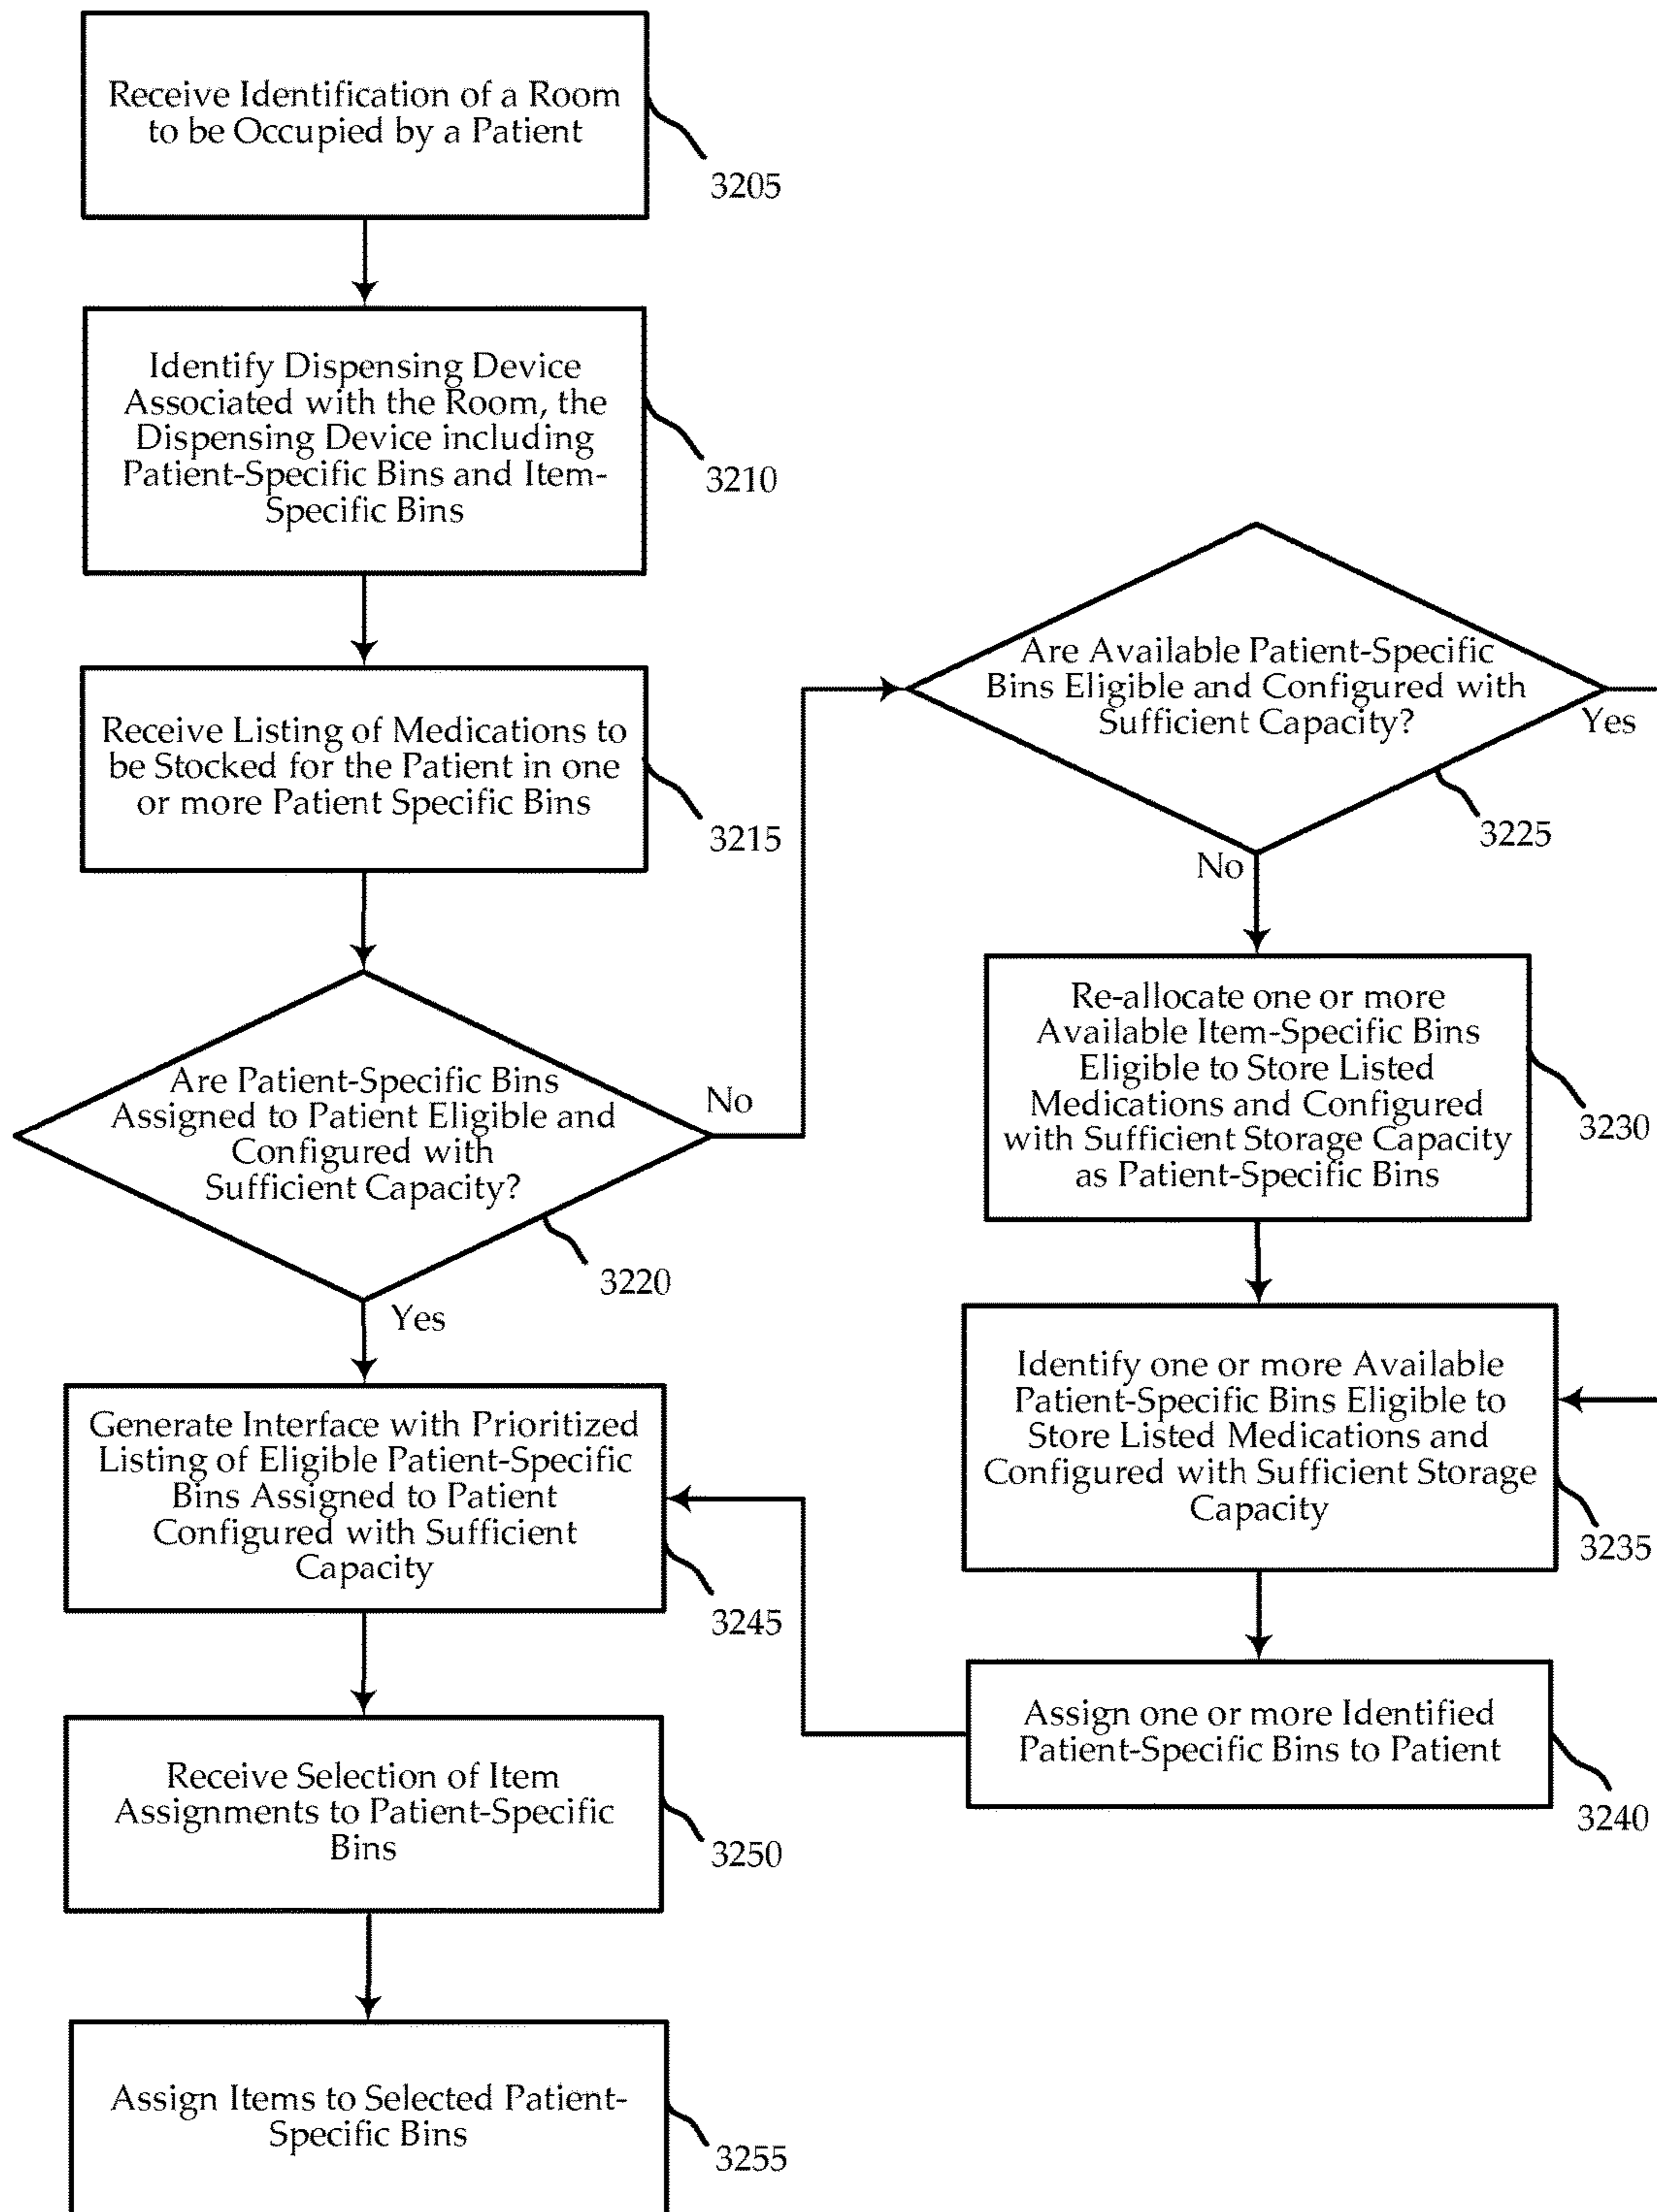 Receive Identification of a Room
to be Occupied by a Patient
3205
Identify Dispensing Device
Associated with the Room, the
Dispensing Device including
Patient-Specific Bins and Item-
Specific Bins
3210
Receive Listing of Medications to
be Stocked for the Patient in one
or more Patient Specific Bins
3215
Are Patient-Specific Bins
Assigned to Patient Eligible and
Configured with
Sufficient Capacity?
No
3220
Yes
Are Available Patient-Specific
Bins Eligible and Configured with
Sufficient Capacity?
Yes
3225
No
Re-allocate one or more
Available Item-Specific Bins
Eligible to Store Listed
Medications and Configured
with Sufficient Storage Capacity
as Patient-Specific Bins
3230
Identify one or more Available
Patient-Specific Bins Eligible to
Store Listed Medications and
Configured with Sufficient Storage
Capacity
3235
Assign one or more Identified
Patient-Specific Bins to Patient
3240
Generate Interface with Prioritized
Listing of Eligible Patient-Specific
Bins Assigned to Patient
Configured with Sufficient
Capacity
3245
Receive Selection of Item
Assignments to Patient-Specific
Bins
3250
Assign Items to Selected Patient-
Specific Bins
3255